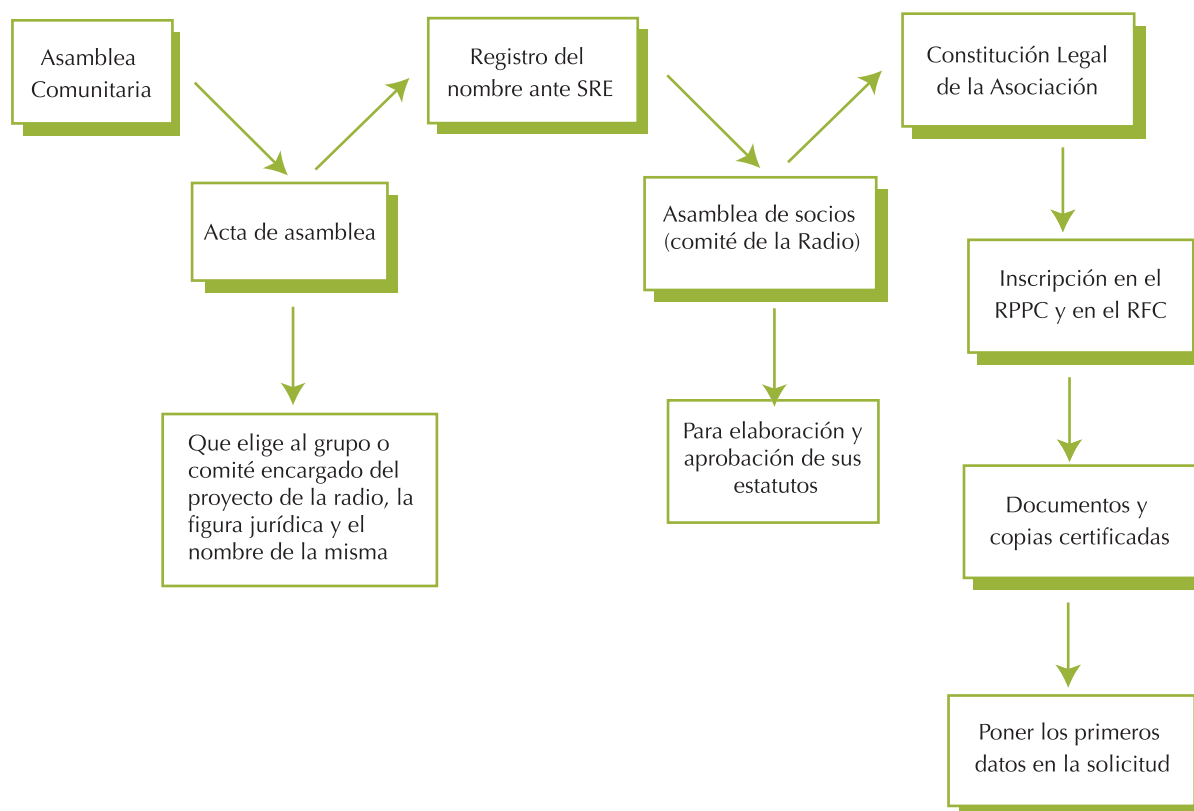 Asamblea
Comunitaria
Acta de asamblea
Que elige al grupo o
comité encargado del
proyecto de la radio, la
figura jurídica y el
nombre de la misma
Registro del
nombre ante SRE
Asamblea de socios
(comité de la Radio)
Para elaboración y
aprobación de sus
estatutos
Constitución Legal
de la Asociación
Inscripción en el
RPPC y en el RFC
Documentos y
copias certificadas
Poner los primeros
datos en la solicitud